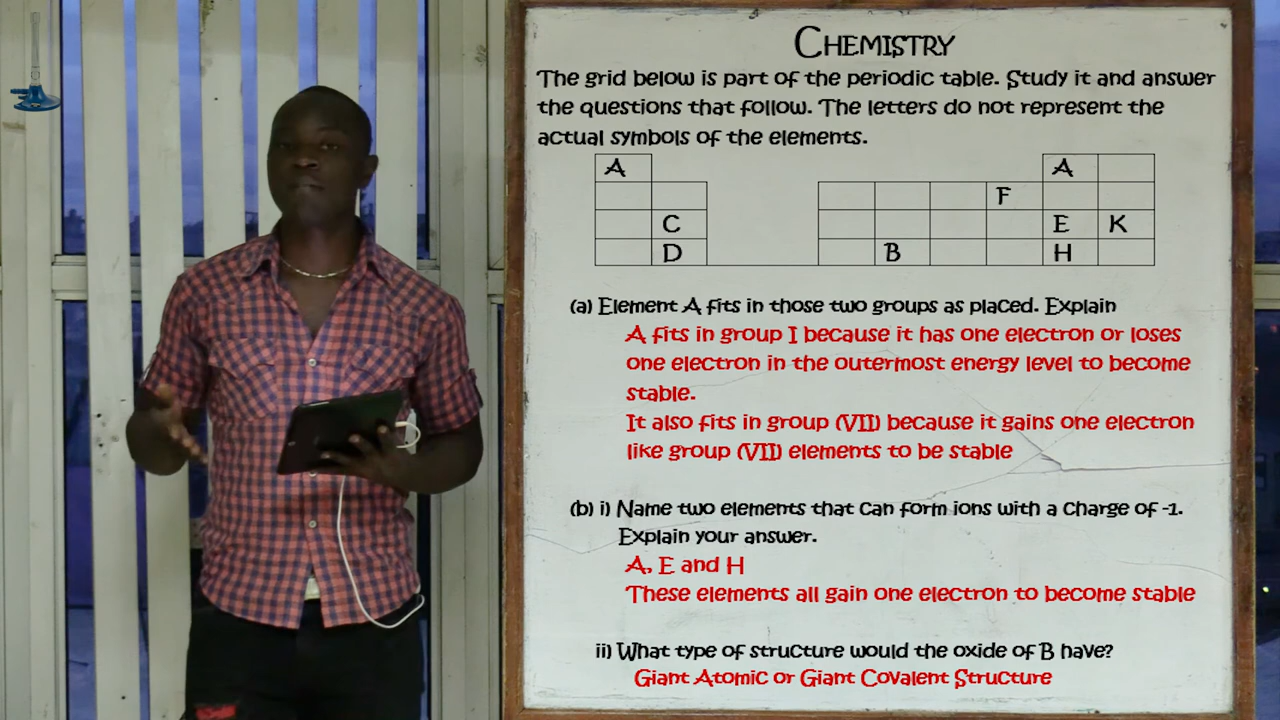 CHEMISTRY
The grid below is part of the periodic table. Study it and answer
the questions that follow. The letters do not represent the
actual symbols of the elements.
A A
F
C E K
D B H
(a) Element A fits in those two groups as placed. Explain
A fits in group I because it has one electron or loses
one electron in the outermost energy level to become
stable.
It also fits in group (VII) because it gains one electron
like group (VII) elements to be stable
(b) i) Name two elements that can form ions with a charge of -1.
Explain your answer.
A, E and H
These elements all gain one electron to become stable
ii) What type of structure would the oxide of B have?
Giant Atomic or Giant Covalent Structure